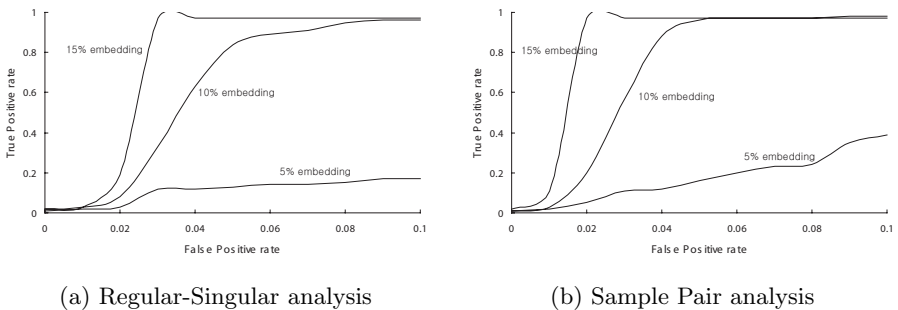 1
0.8
0.6
0.4
0.2
0
True Positive rate
15% embedding
10% embedding
5% embedding
0 0.02 0.04 0.06 0.08 0.1
False Positive rate
(a) Regular-Singular analysis
1
0.8
0.6
0.4
0.2
0
True Positive rate
15% embedding
10% embedding
5% embedding
0 0.02 0.04 0.06 0.08 0.1
False Positive rate
(b) Sample Pair analysis